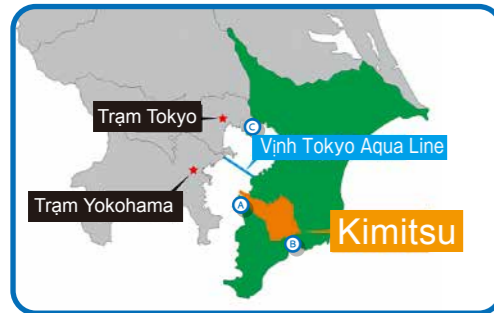 Trạm Tokyo
C
Vịnh Tokyo Aqua Line
Trạm Yokohama
A
Kimitsu
B